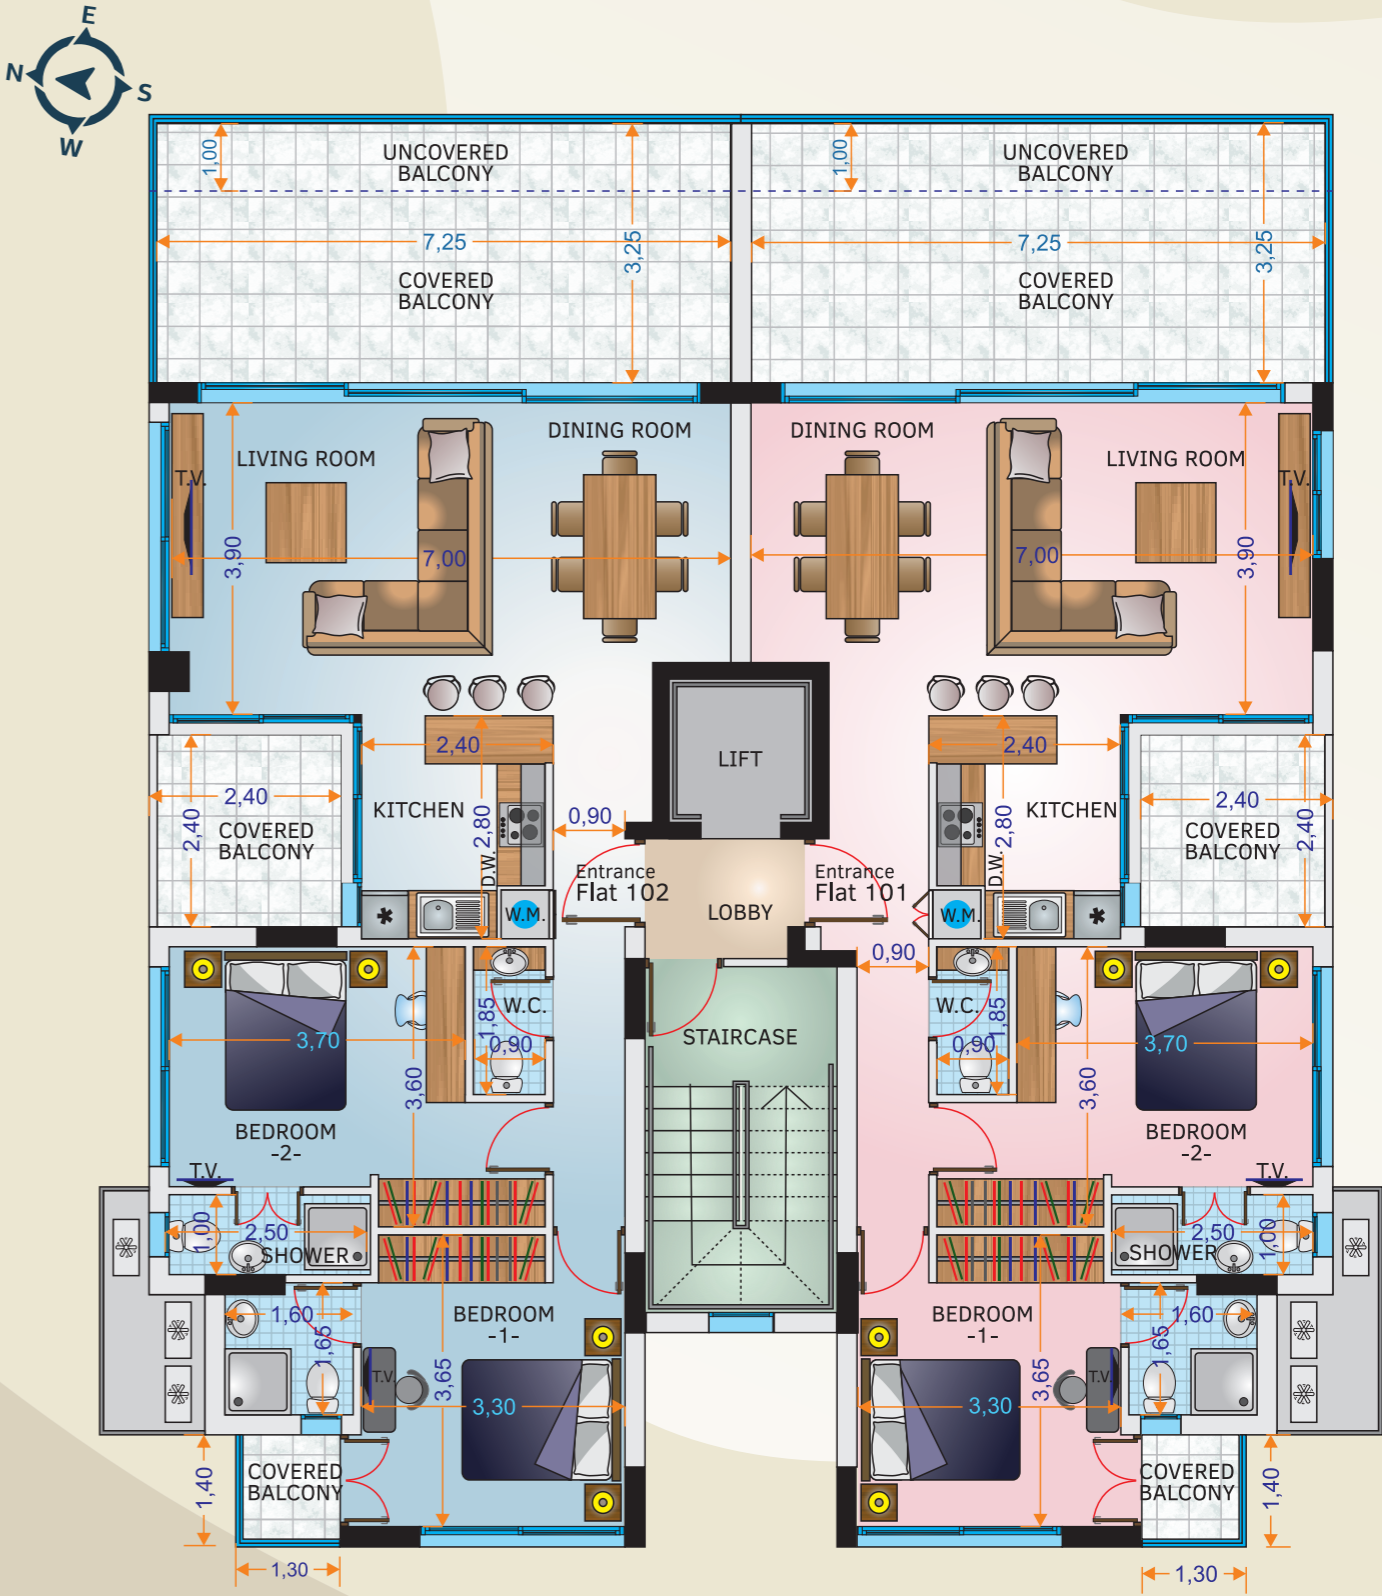 E
N
S
W
1,00
UNCOVERED
BALCONY
3,25
7,25
COVERED
BALCONY
1,00
UNCOVERED
BALCONY
3,25
7,25
COVERED
BALCONY
LIVING ROOM
DINING ROOM
DINING ROOM
LIVING ROOM
T.V.
T.V.
3,90
7,00
7,00
3,90
2,40
LIFT
2,40
2,40
2,40
COVERED
BALCONY
KITCHEN
2,80
D.W.
0,90
KITCHEN
2,80
D.W.
2,40
2,40
COVERED
BALCONY
Entrance
Flat 102
Entrance
Flat 101
LOBBY
W.M.
W.M.
0,90
3,70
3,60
1,85
W.C.
0,90
STAIRCASE
W.C.
1,85
0,90
3,70
3,60
BEDROOM
-2-
BEDROOM
-2-
T.V.
T.V.
1,00
2,50
SHOWER
2,50
1,00
SHOWER
1,60
1,65
BEDROOM
-1-
BEDROOM
-1-
1,60
1,65
T.V.
3,65
3,30
3,30
3,65
T.V.
COVERED
BALCONY
COVERED
BALCONY
1,40
1,40
1,30
1,30